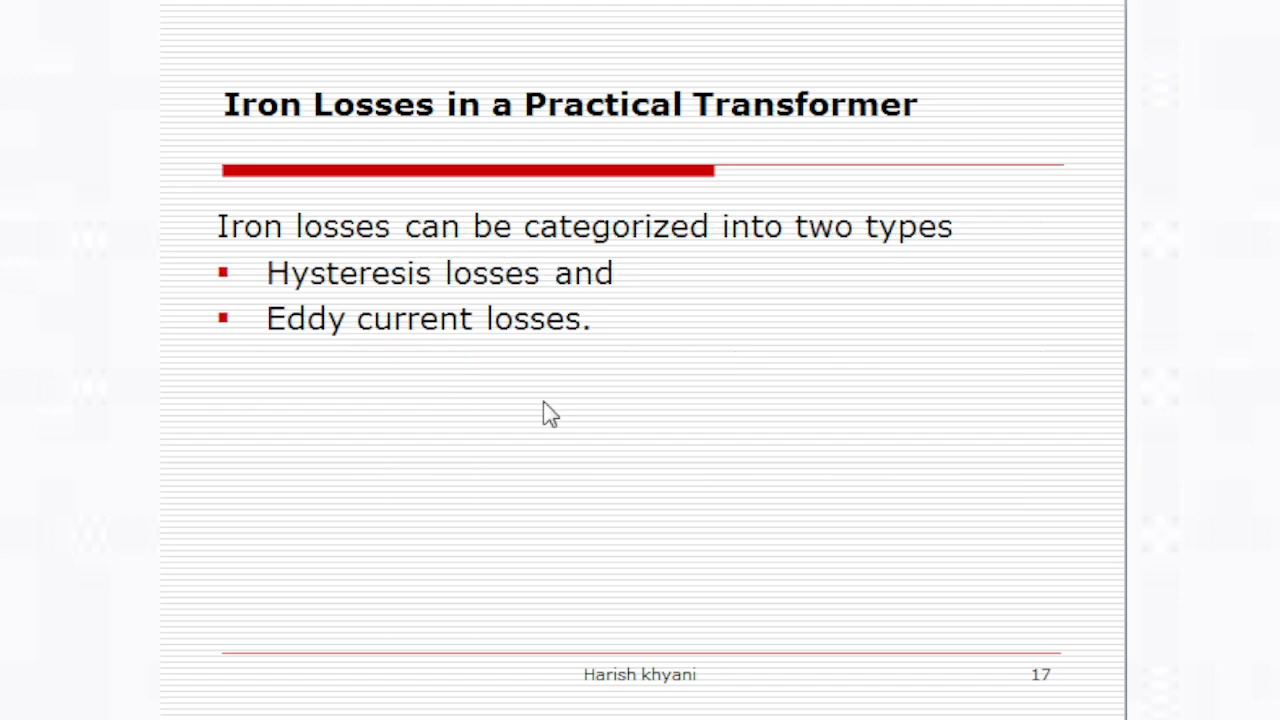 Iron Losses in a Practical Transformer
Iron losses can be categorized into two types
▪ Hysteresis losses and
▪ Eddy current losses.
Harish khyani
17